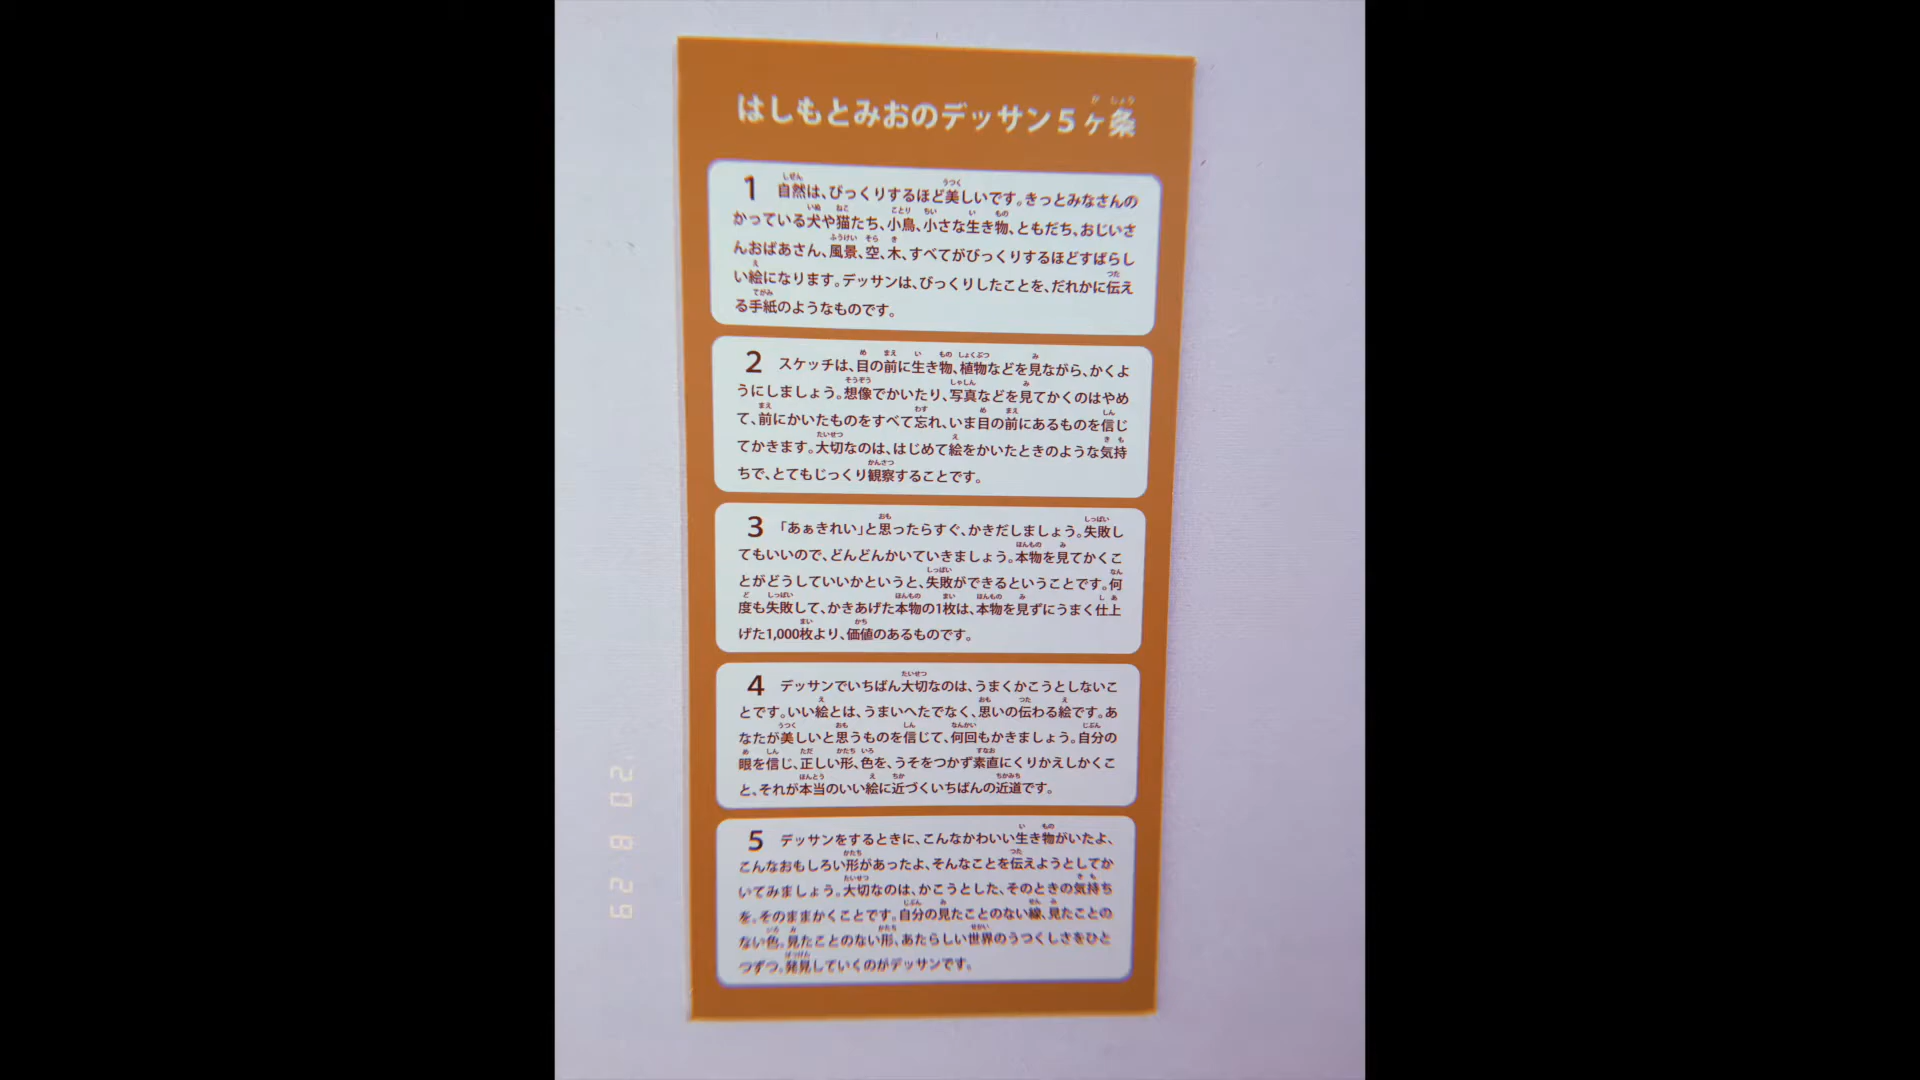 はしもとみおのデッサン5ヶ条
1 自然は、びっくりするほど美しいです。きっとみなさんの
かっている犬や猫たち、小鳥、小さな生き物、ともだち、おじいさ
んおばあさん、風景、空、木、すべてがびっくりするほどすばらし
い絵になります。デッサンは、びっくりしたことを、だれかに伝え
る手紙のようなものです。
2 スケッチは、目の前に生き物、植物などを見ながら、かくよ
うにしましょう。想像でかいたり、写真などを見てかくのはやめ
て、前にかいたものをすべて忘れ、いま目の前にあるものを信じ
てかきます。大切なのは、はじめて絵をかいたときのような気持
ちで、とてもじっくり観察することです。
3 「あぁきれい」と思ったらすぐ、かきだしましょう。失敗し
てもいいので、どんどんかいていきましょう。本物を見てかくこ
とがどうしていいかというと、失敗ができるということです。何
度も失敗して、かきあげた本物の1枚は、本物を見ずにうまく仕上
げた1,000枚より、価値のあるものです。
4 デッサンでいちばん大切なのは、うまくかこうとしないこ
とです。いい絵とは、うまいへたでなく、思いの伝わる絵です。あ
なたが美しいと思うものを信じて、何回もかきましょう。自分の
眼を信じ、正しい形、色を、うそをつかず素直にくりかえしかくこ
と、それが本当のいい絵に近づくいちばんの近道です。
5 デッサンをするときに、こんなかわいい生き物がいたよ、
こんなおもしろい形があったよ、そんなことを伝えようとしてか
いてみましょう。大切なのは、かこうとした、そのときの気持ち
を、そのままかくことです。自分の見たことのない線、見たことの
ない色、見たことのない形、あたらしい世界のうつくしさをひと
つずつ、発見していくのがデッサンです。
'20 8 29